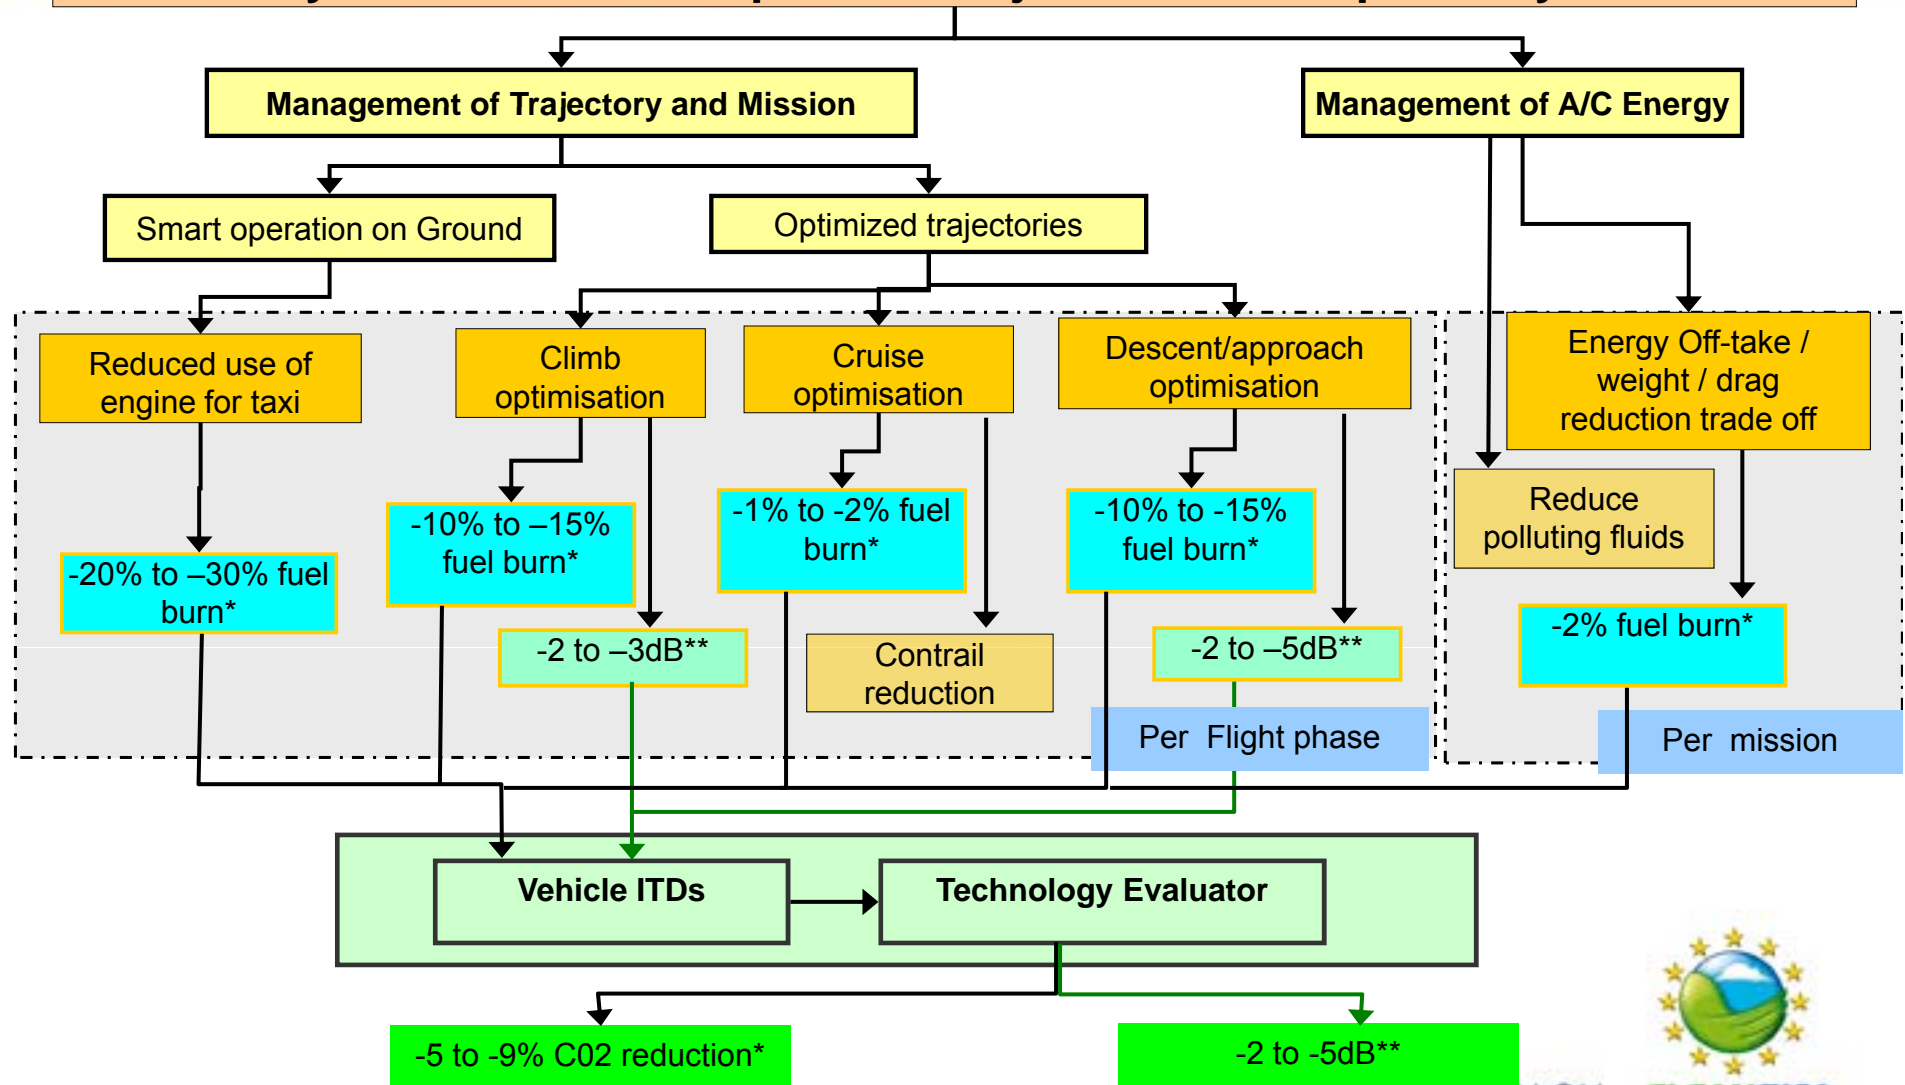 Management of Trajectory and Mission
Management of A/C Energy
Smart operation on Ground
Optimized trajectories
Reduced use of
engine for taxi
Climb
optimisation
Cruise
optimisation
Descent/approach
optimisation
Energy Off-take /
weight / drag
reduction trade off
Reduce
polluting fluids
-20% to –30% fuel
burn*
-10% to –15%
fuel burn*
-1% to -2% fuel
burn*
-10% to -15%
fuel burn*
-2% fuel burn*
-2 to –3dB**
Contrail
reduction
-2 to –5dB**
Per Flight phase
Per mission
Vehicle ITDs
Technology Evaluator
-5 to -9% C02 reduction*
-2 to -5dB**